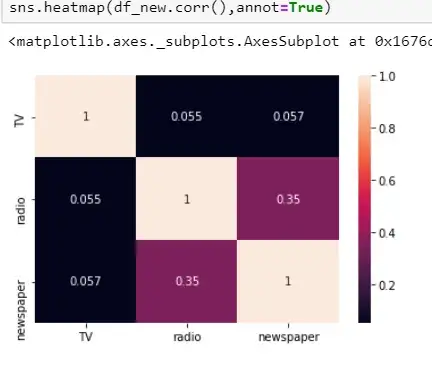 sns.heatmap(df_new.corr(),annot=True)
<matplotlib.axes._subplots.AxesSubplot at 0x1676
TV
1
0.055
0.057
radio
0.055
1
0.35
newspaper
0.057
0.35
1
TV
radio
newspaper
1.0
0.8
0.6
0.4
0.2